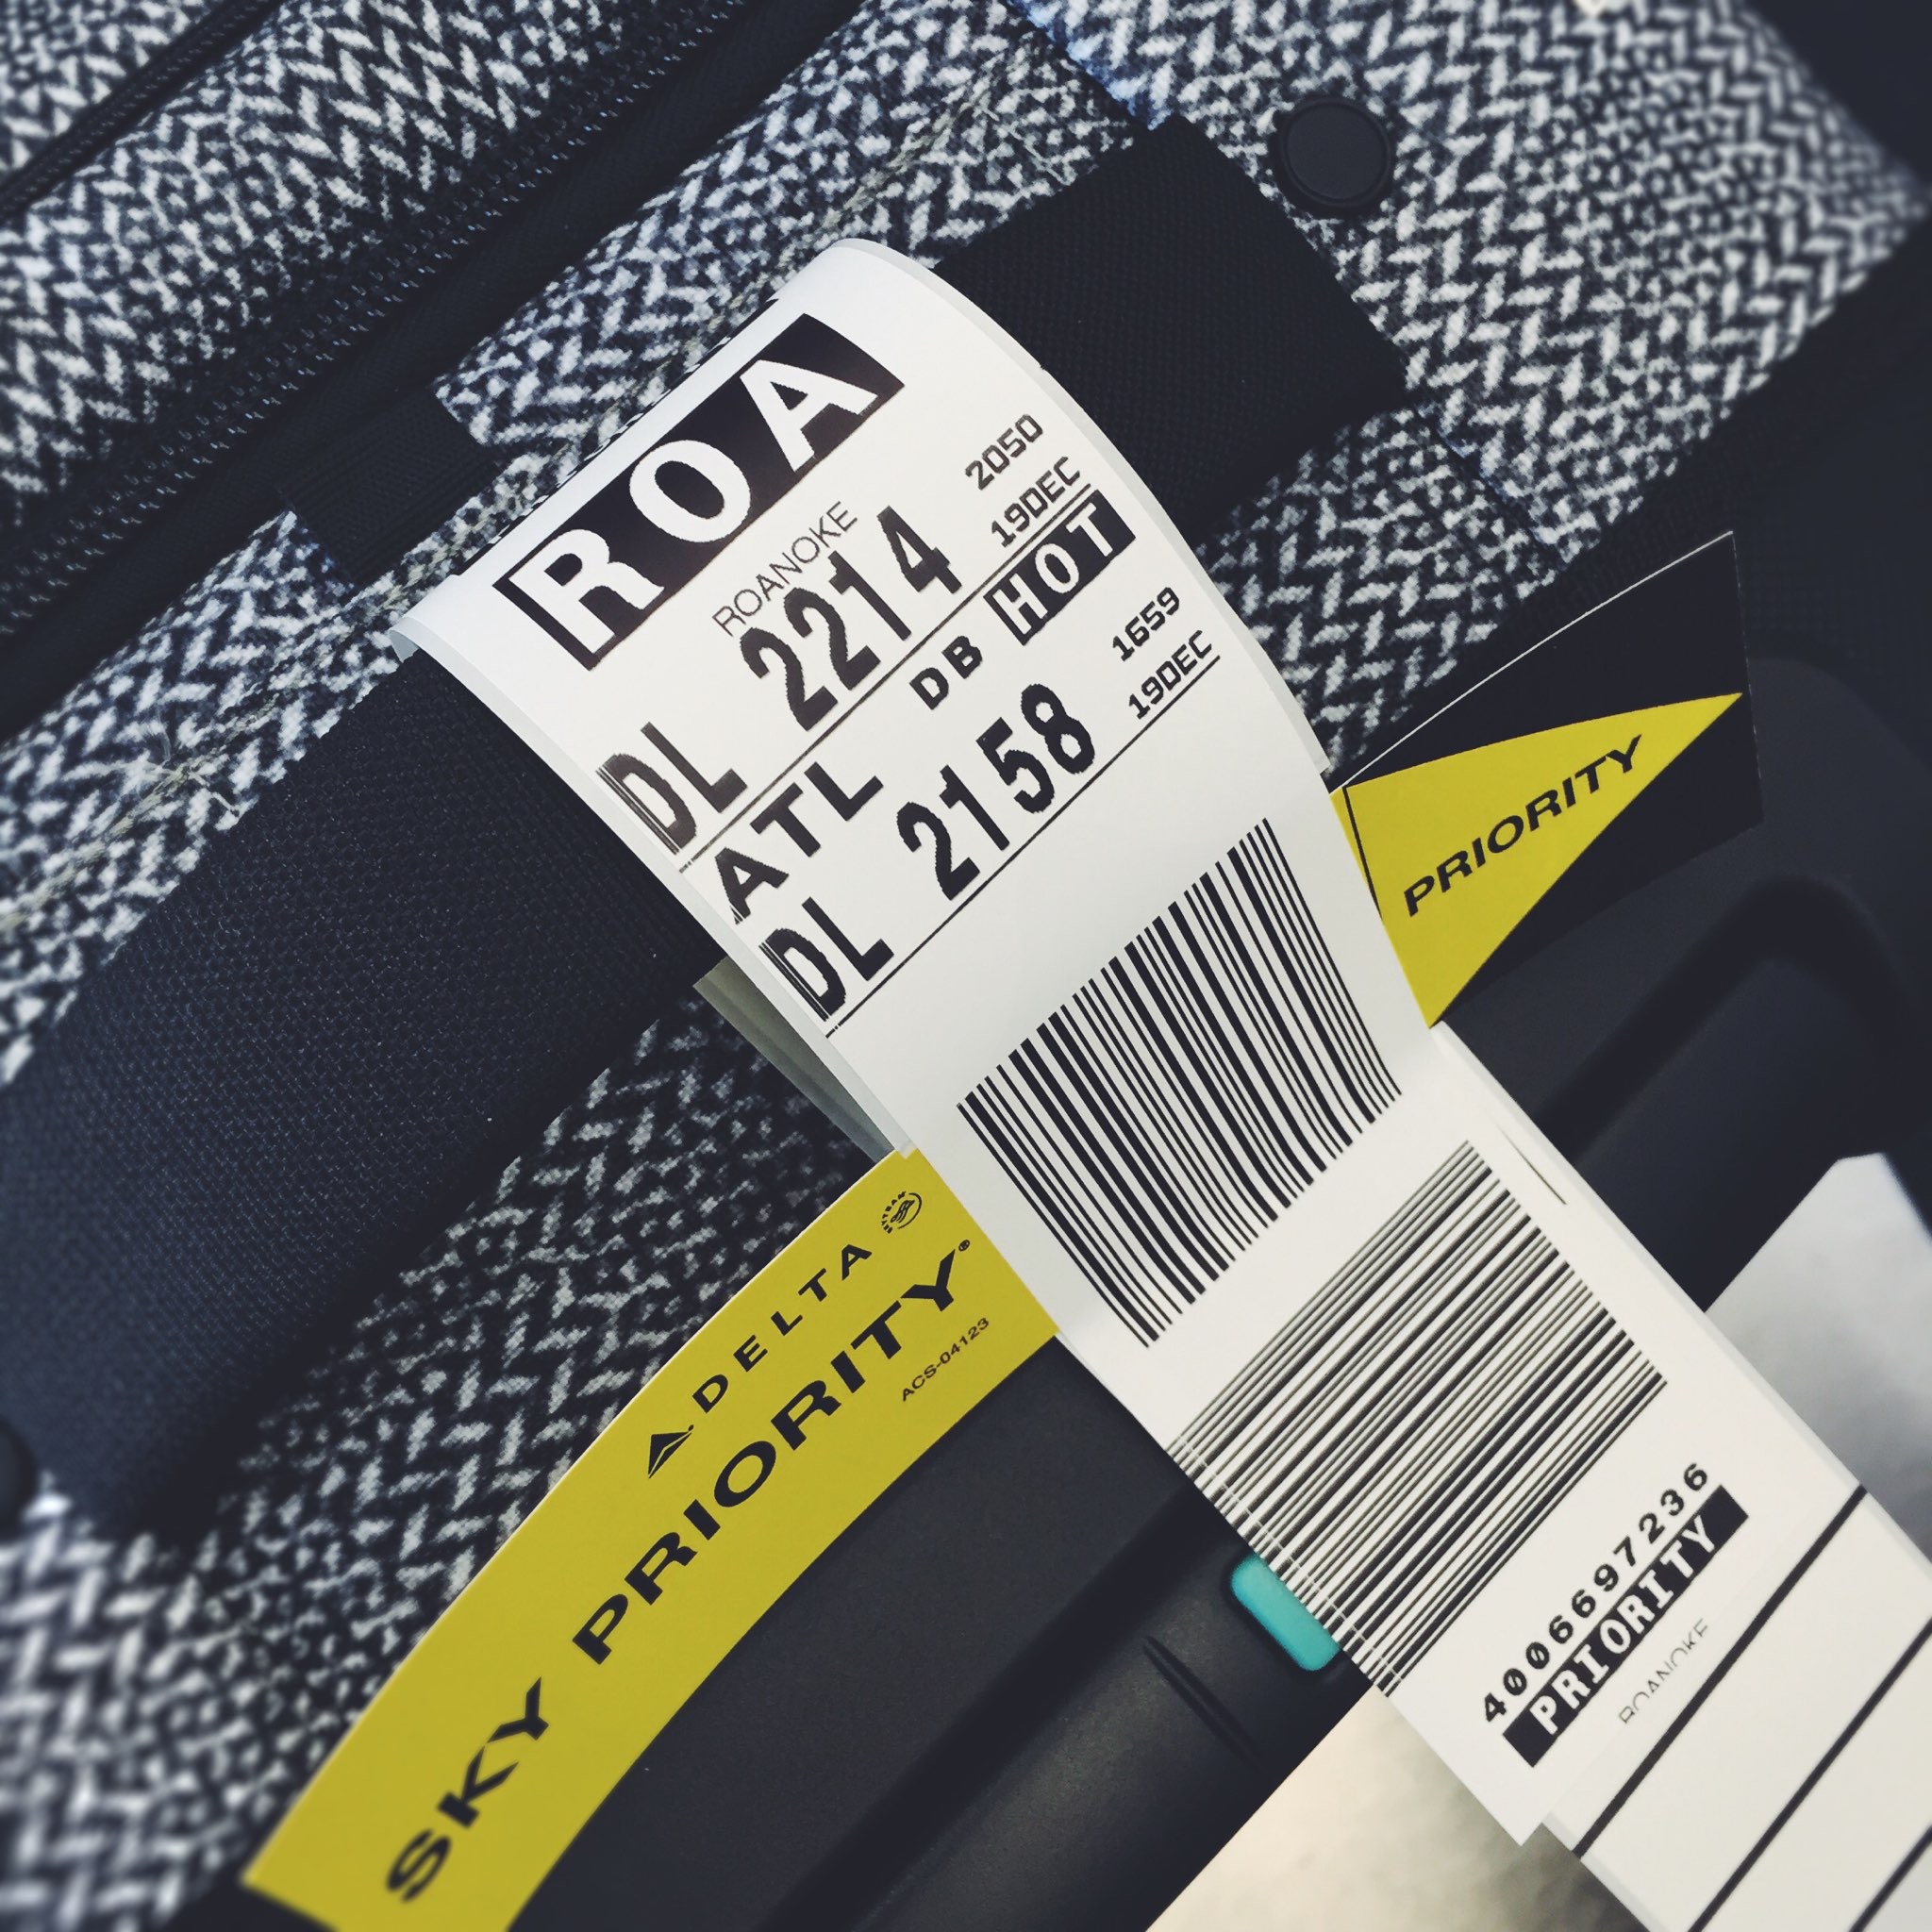 ROA
ROANOKE
2050
DL 2214 19DEC
ATL DB HOT
1659
DL 2158 19DEC
PRIORITY
DELTA
SKYTEAM
SKY PRIORITY®
ACS-04123
4006697236
PRIORITY
ROANOKE